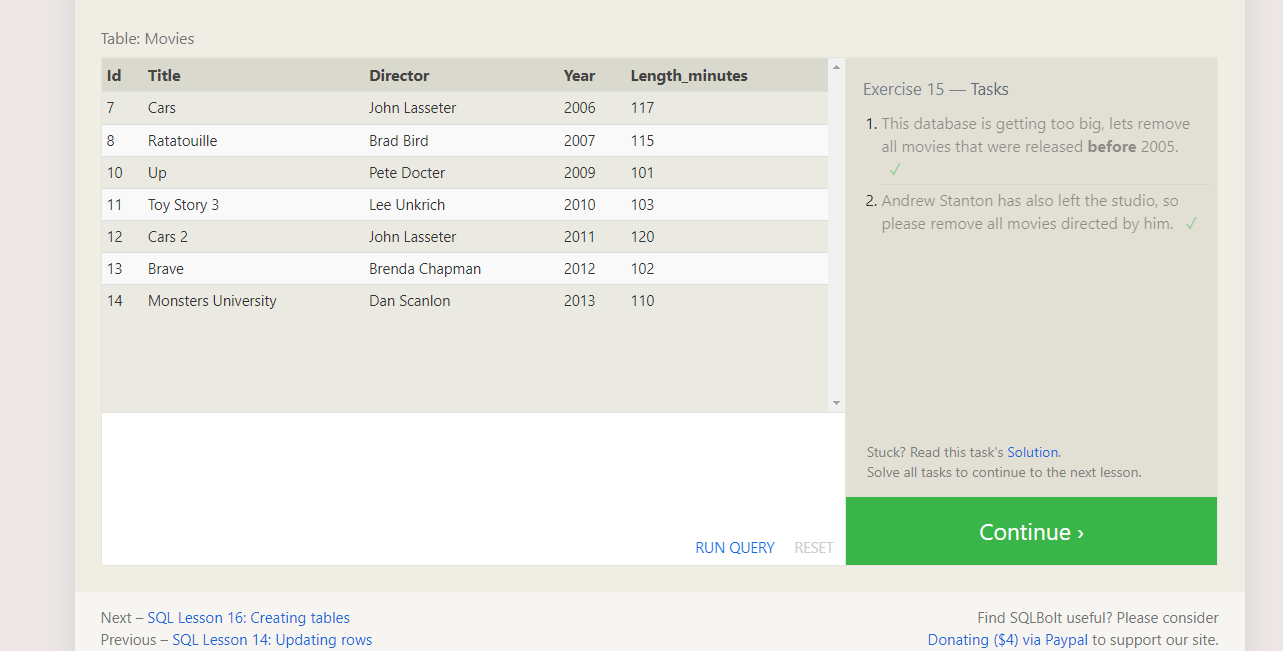 Table: Movies
Id Title Director Year Length_minutes
7 Cars John Lasseter 2006 117
8 Ratatouille Brad Bird 2007 115
10 Up Pete Docter 2009 101
11 Toy Story 3 Lee Unkrich 2010 103
12 Cars 2 John Lasseter 2011 120
13 Brave Brenda Chapman 2012 102
14 Monsters University Dan Scanlon 2013 110
RUN QUERY RESET
Exercise 15 — Tasks
1. This database is getting too big, lets remove
all movies that were released before 2005.
✓
2. Andrew Stanton has also left the studio, so
please remove all movies directed by him. ✓
Stuck? Read this task's Solution.
Solve all tasks to continue to the next lesson.
Continue ›
Next – SQL Lesson 16: Creating tables
Previous – SQL Lesson 14: Updating rows
Find SQLBolt useful? Please consider
Donating ($4) via Paypal to support our site.